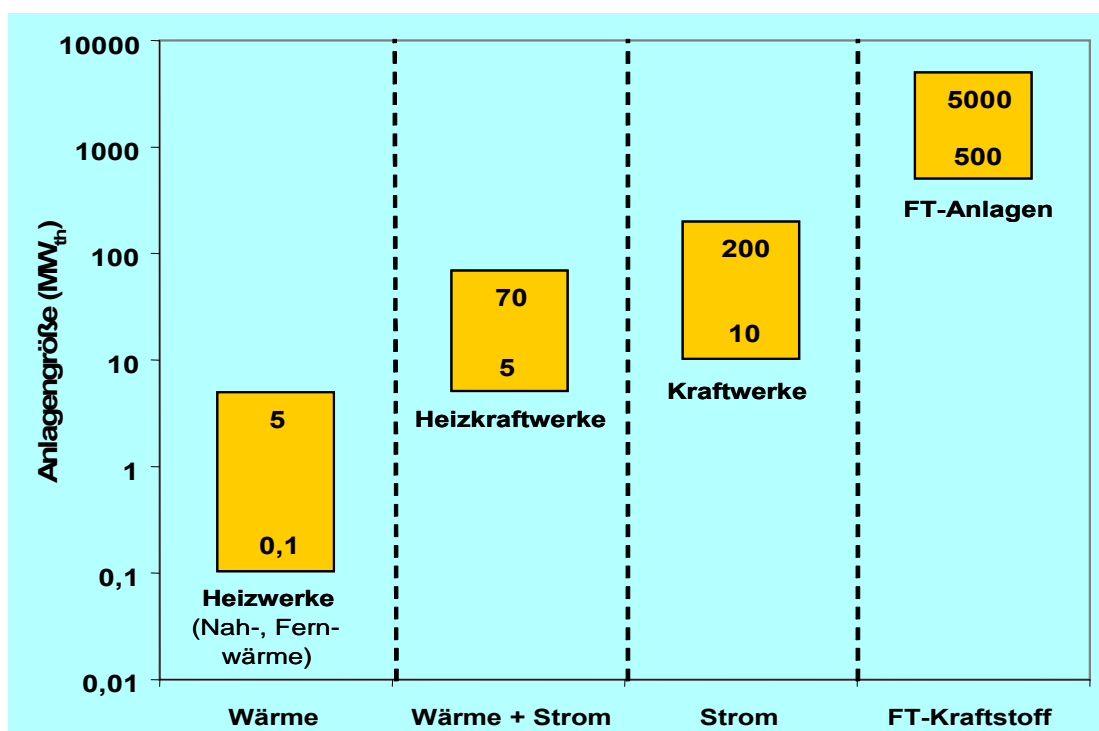 10000
1000
100
10
1
0,1
0,01
Anlagengröße (MWth)
5
0,1
Heizwerke
(Nah-, Fern-
wärme)
70
5
Heizkraftwerke
200
10
Kraftwerke
5000
500
FT-Anlagen
Wärme
Wärme + Strom
Strom
FT-Kraftstoff